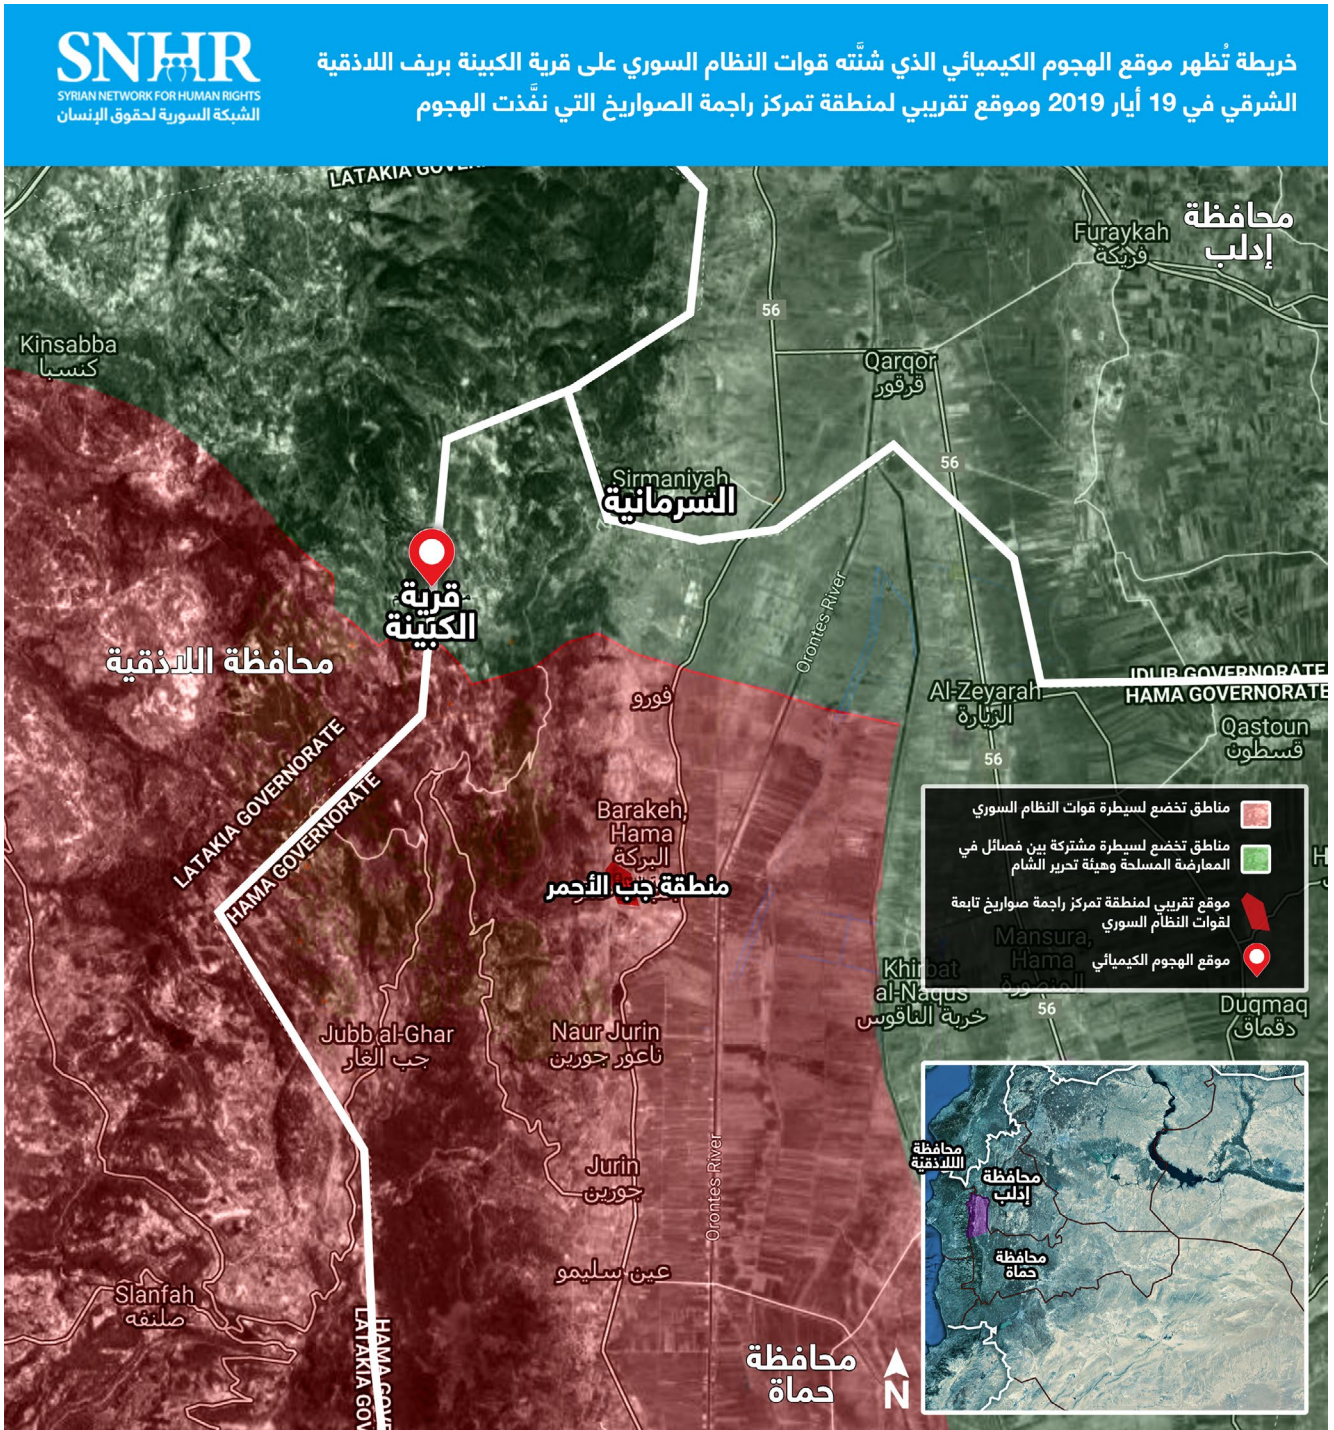 SNHR
SYRIAN NETWORK FOR HUMAN RIGHTS
الشبكة السورية لحقوق الإنسان
خريطة تُظهر موقع الهجوم الكيميائي الذي شنَّته قوات النظام السوري على قرية الكبينة بريف اللاذقية
الشرقي في 19 أيار 2019 وموقع تقريبي لمنطقة تمركز راجمة الصواريخ التي نفَّذت الهجوم
LATAKIA
محافظة
إدلب
Furaykah
فريكة
56
Kinsabba
كنسبا
Qarqor
قرقور
56
Sirmaniyah
السرمانية
قرية
الكبينة
Orontes River
محافظة اللاذقية
IDLIB GOVERNORATE
HAMA GOVERNORATE
Al-Zeyarah
الزيارة
فورو
Qastoun
قسطون
56
LATAKIA GOVERNORATE
HAMA GOVERNORATE
Barakeh,
Hama
البركة
منطقة جب الأحمر
مناطق تخضع لسيطرة قوات النظام السوري
مناطق تخضع لسيطرة مشتركة بين فصائل في
المعارضة المسلحة وهيئة تحرير الشام
موقع تقريبي لمنطقة تمركز راجمة صواريخ تابعة
لقوات النظام السوري
موقع الهجوم الكيميائي
Mansura,
Hama
المنصورة
Khirbat
al-Naqus
خربة الناقوس
56
Duqmaq
دقماق
Jubb al-Ghar
جب الغار
Naur Jurin
ناعور جورين
Jurin
جورين
Orontes River
عين سليمو
Slanfah
صلنفه
HAMA GOVE
LATAKIA GOV
محافظة
حماة
N
محافظة
اللاذقية
محافظة
إدلب
محافظة
حماة